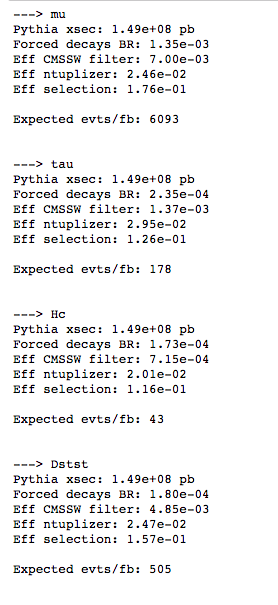 ---> mu
Pythia xsec: 1.49e+08 pb
Forced decays BR: 1.35e-03
Eff CMSSW filter: 7.00e-03
Eff ntuplizer: 2.46e-02
Eff selection: 1.76e-01
Expected evts/fb: 6093
---> tau
Pythia xsec: 1.49e+08 pb
Forced decays BR: 2.35e-04
Eff CMSSW filter: 1.37e-03
Eff ntuplizer: 2.95e-02
Eff selection: 1.26e-01
Expected evts/fb: 178
---> Hc
Pythia xsec: 1.49e+08 pb
Forced decays BR: 1.73e-04
Eff CMSSW filter: 7.15e-04
Eff ntuplizer: 2.01e-02
Eff selection: 1.16e-01
Expected evts/fb: 43
---> Dstst
Pythia xsec: 1.49e+08 pb
Forced decays BR: 1.80e-04
Eff CMSSW filter: 4.85e-03
Eff ntuplizer: 2.47e-02
Eff selection: 1.57e-01
Expected evts/fb: 505